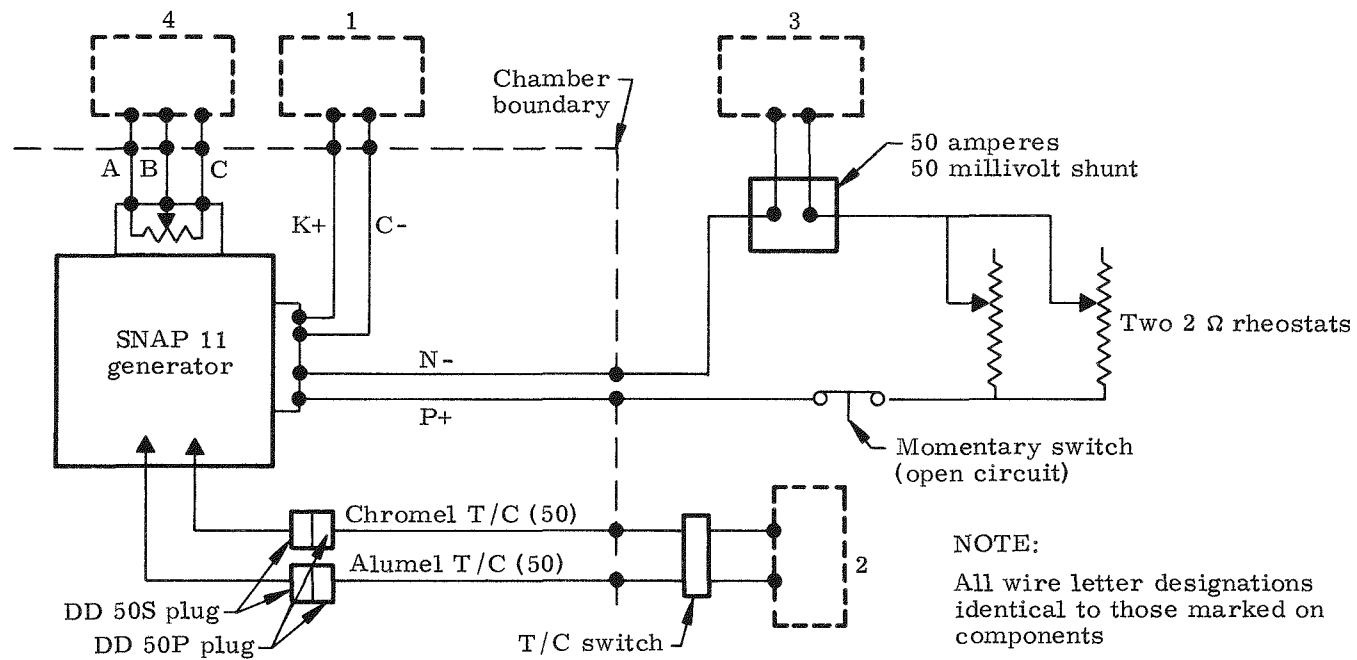 4
1
3
Chamber
boundary
50 amperes
50 millivolt shunt
A
B
C
K+
C-
SNAP 11
generator
Two 2 Ω rheostats
N-
P+
Momentary switch
(open circuit)
Chromel T/C (50)
Alumel T/C (50)
2
NOTE:
All wire letter designations
identical to those marked on
components
DD 50S plug
DD 50P plug
T/C switch